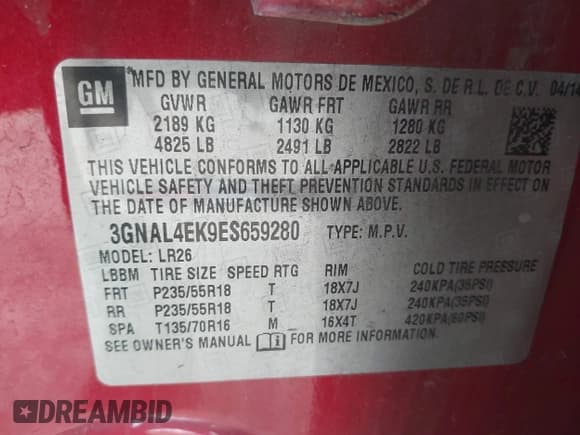 GM
MFD BY GENERAL MOTORS DE MEXICO, S. DE R.L. DE C.V. 04/14
GVWR GAWR FRT GAWR RR
2189 KG 1130 KG 1280 KG
4825 LB 2491 LB 2822 LB
THIS VEHICLE CONFORMS TO ALL APPLICABLE U.S. FEDERAL MOTOR
VEHICLE SAFETY AND THEFT PREVENTION STANDARDS IN EFFECT ON
THE DATE OF MANUFACTURE SHOWN ABOVE.
3GNAL4EK9ES659280 TYPE: M.P.V.
MODEL: LR26
LBBM TIRE SIZE SPEED RTG RIM COLD TIRE PRESSURE
FRT P235/55R18 T 18X7J 240KPA(35PSI)
RR P235/55R18 T 18X7J 240KPA(35PSI)
SPA T135/70R16 M 16X4T 420KPA(60PSI)
SEE OWNER'S MANUAL i FOR MORE INFORMATION.
DREAMBID